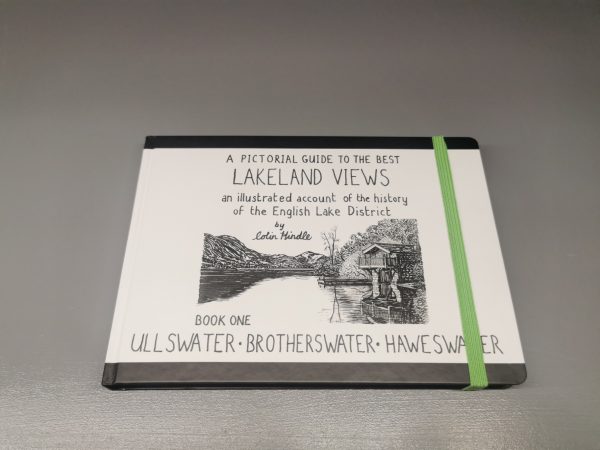 A PICTORIAL GUIDE TO THE BEST
LAKELAND VIEWS
an illustrated account of the history
of the English Lake District
by
Colin Hindle
BOOK ONE
ULLSWATER · BROTHERSWATER · HAWESWATER